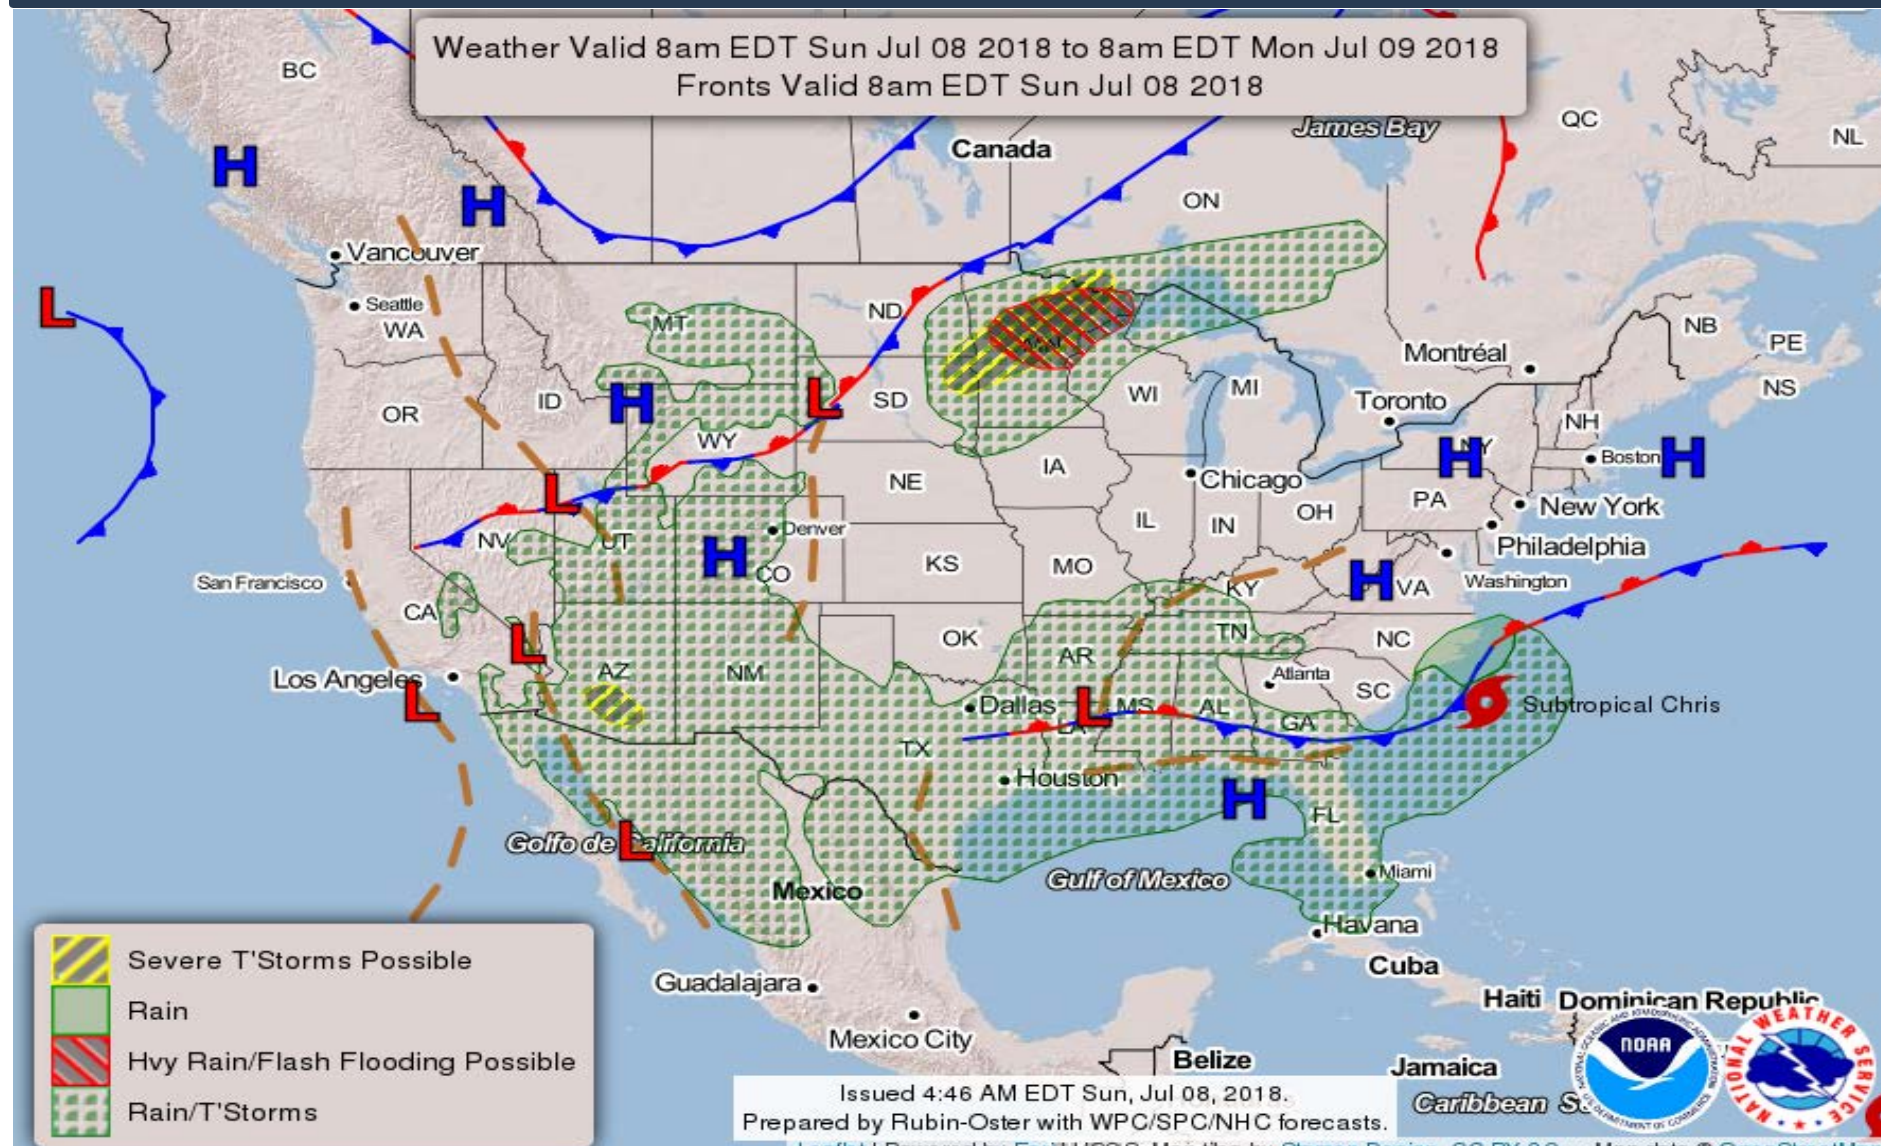 Weather Valid 8am EDT Sun Jul 08 2018 to 8am EDT Mon Jul 09 2018
Fronts Valid 8am EDT Sun Jul 08 2018
BC
James Bay
QC
NL
Canada
H
H
ON
Vancouver
L
Seattle
WA
MT
ND
NB
PE
Montréal
NS
OR
ID
H
L
SD
WI
MI
Toronto
NH
WY
H
NY
Boston
H
IA
Chicago
NE
PA
New York
L
NV
UT
Denver
IL
IN
OH
Philadelphia
H
CO
KS
MO
KY
H
VA
Washington
San Francisco
CA
L
OK
TN
NC
AR
Los Angeles
L
AZ
NM
Atlanta
SC
Dallas
L
MS
AL
GA
LA
Subtropical Chris
TX
Houston
H
FL
Golfo de California
L
Mexico
Gulf of Mexico
Miami
Havana
Cuba
Severe T'Storms Possible
Rain
Hvy Rain/Flash Flooding Possible
Rain/T'Storms
Guadalajara
Mexico City
Haiti
Dominican Republic
Belize
Jamaica
Caribbean
NOAA
NATIONAL WEATHER SERVICE
Issued 4:46 AM EDT Sun, Jul 08, 2018.
Prepared by Rubin-Oster with WPC/SPC/NHC forecasts.